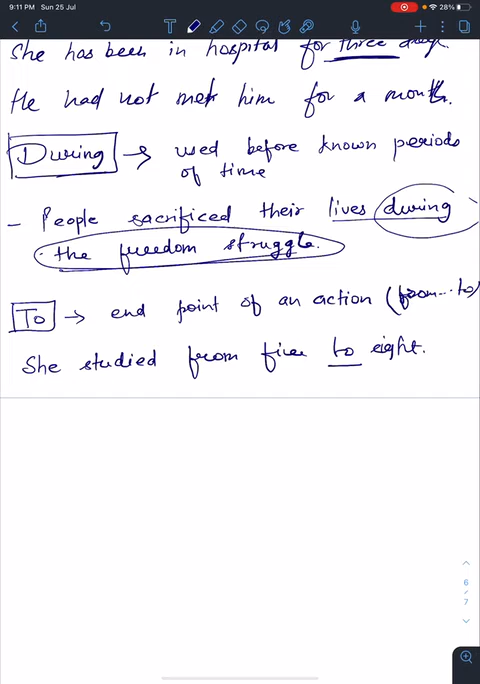 9:11 PM Sun 25 Jul 28%
She has been in hospital for three days.
He had not met him for a month.
During → used before known periods
of time
- People sacrificed their lives during
the freedom struggle.
To → end point of an action (from...to)
She studied from five to eight.
6
/
7